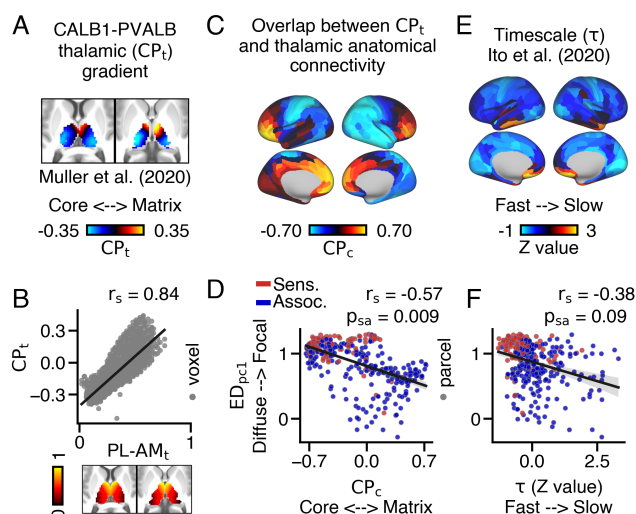 A
CALB1-PVALB
thalamic (CPt)
gradient
Muller et al. (2020)
Core <--> Matrix
-0.35
0.35
CPt
C
Overlap between CPt
and thalamic anatomical
connectivity
-0.70
0.70
CPc
E
Timescale (τ)
Ito et al. (2020)
Fast --> Slow
-1
3
Z value
B
rs = 0.84
CPt
0.4
0.0
−0.3
0
1
voxel
PL-AMt
1
D
Sens.
Assoc.
rs = -0.57
psa = 0.009
EDpc1
Diffuse --> Focal
1
0
−0.7
0.0
0.7
parcel
CPc
Core <--> Matrix
F
rs = -0.38
psa = 0.09
1
0
0.0
2.5
τ (Z value)
Fast --> Slow